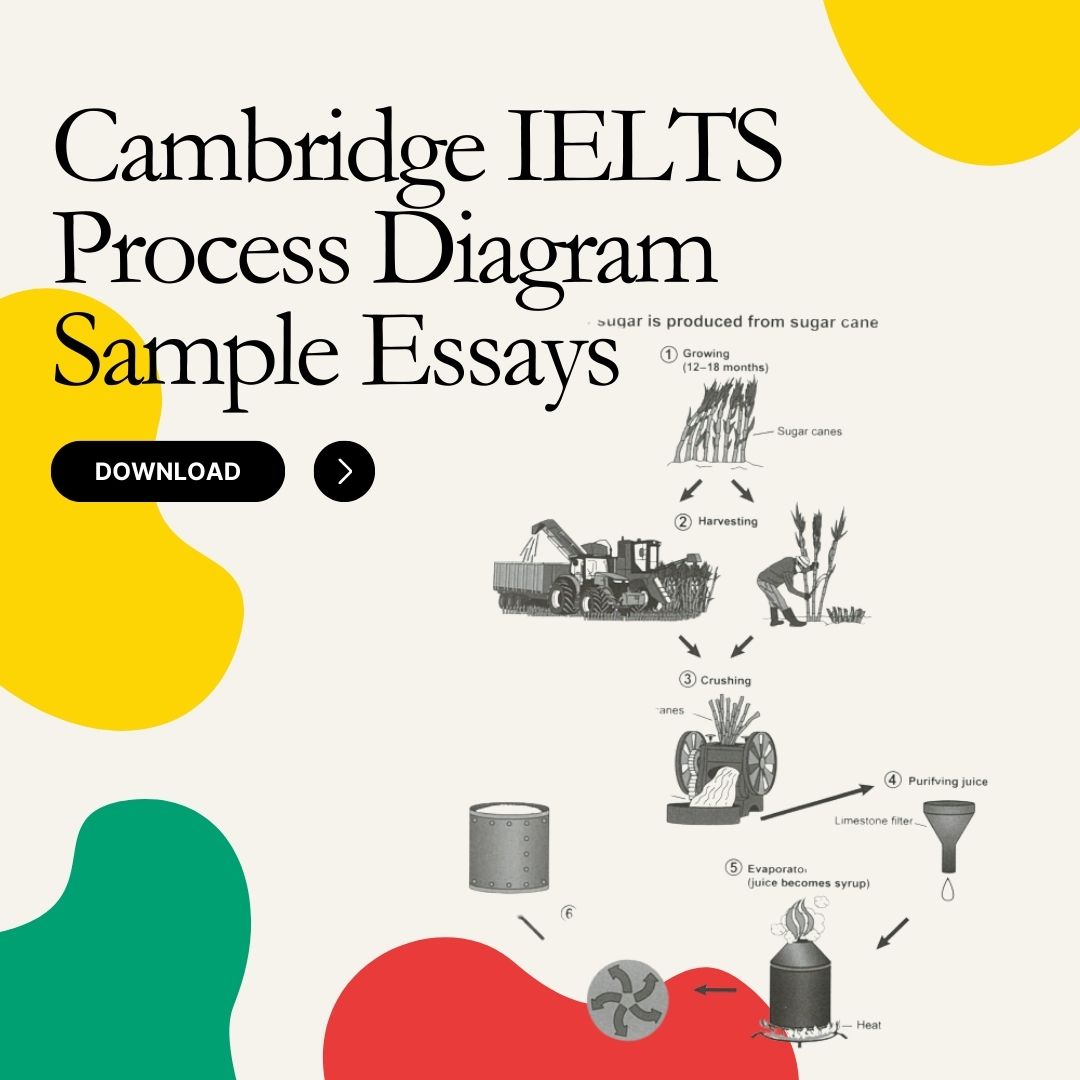 Cambridge IELTS
Process Diagram
Sample Essays
DOWNLOAD
sugar is produced from sugar cane
1 Growing
(12–18 months)
Sugar canes
2 Harvesting
3 Crushing
anes
4 Purifying juice
Limestone filter
5 Evaporato
(juice becomes syrup)
6
Heat